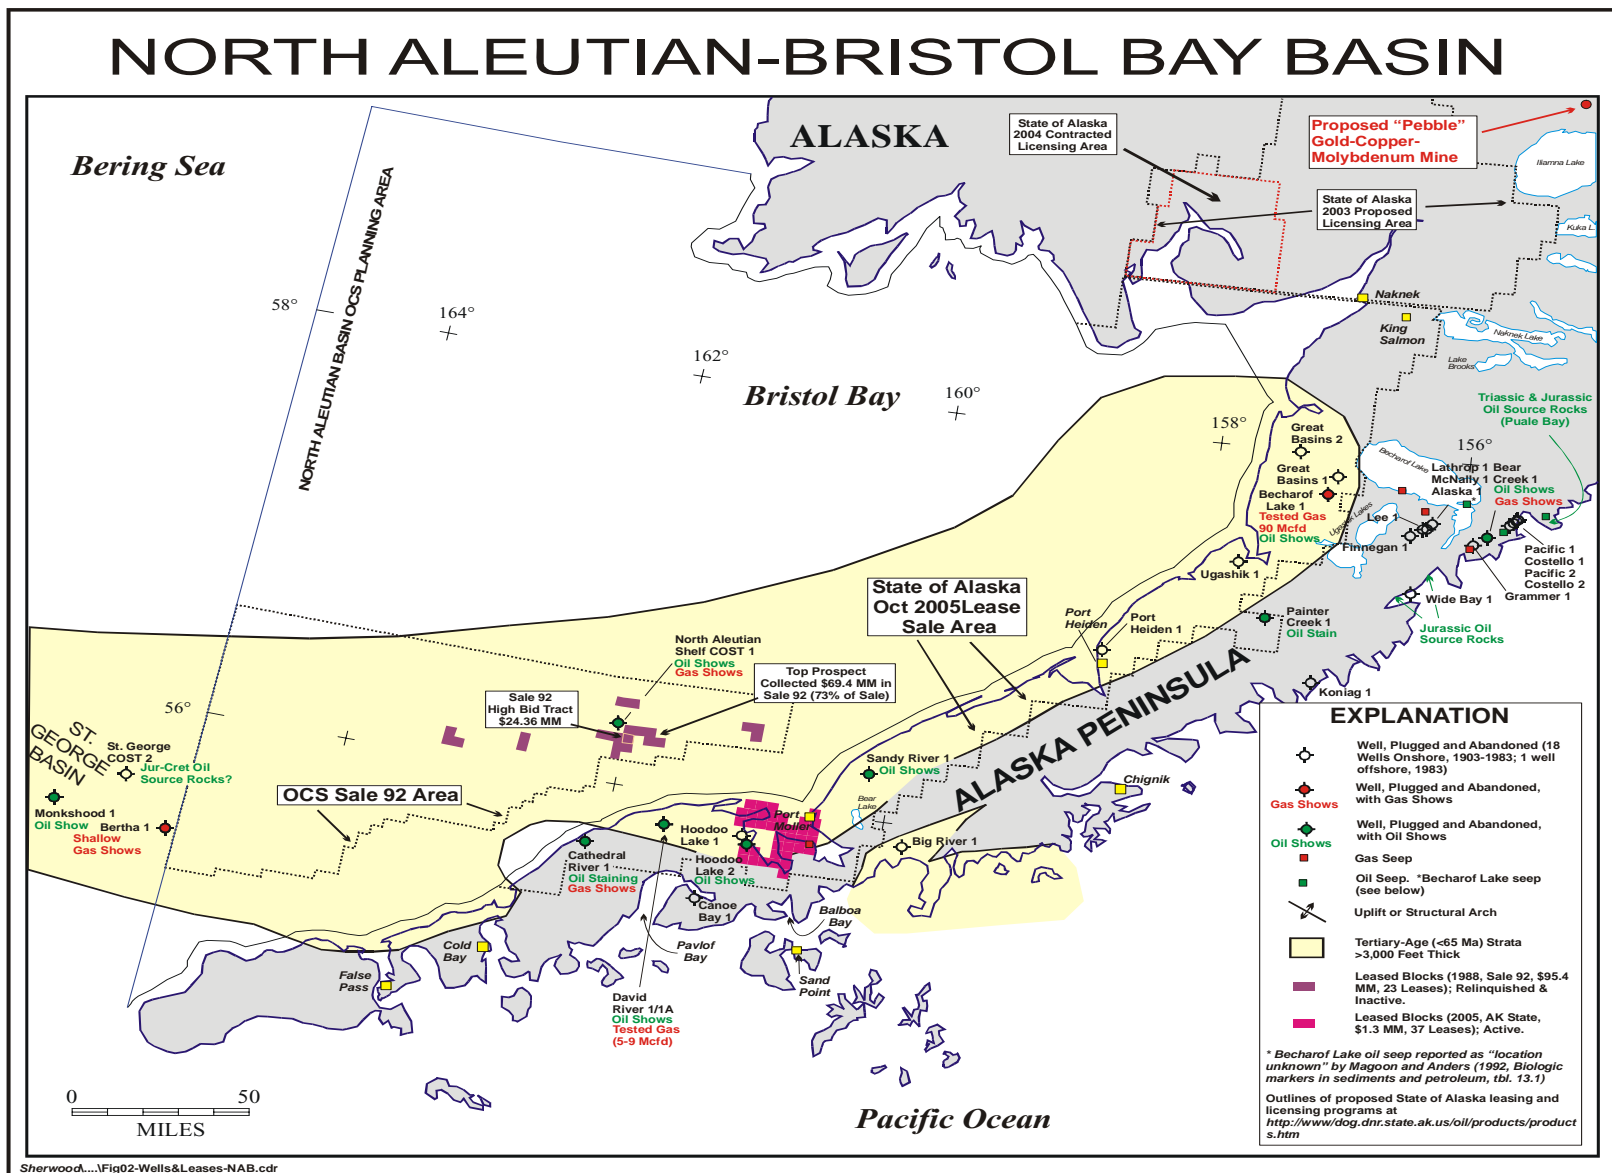 NORTH ALEUTIAN-BRISTOL BAY BASIN
Bering Sea
ALASKA
State of Alaska
2004 Contracted
Licensing Area
Proposed “Pebble”
Gold-Copper-
Molybdenum Mine
Iliamna Lake
State of Alaska
2003 Proposed
Licensing Area
Kuka L.
NORTH ALEUTIAN BASIN OCS PLANNING AREA
58°
164°
162°
160°
158°
156°
56°
Bristol Bay
Naknek
King
Salmon
Naknek Lake
Lake
Brooks
Triassic & Jurassic
Oil Source Rocks
(Puale Bay)
Great
Basins 2
Great
Basins 1
Becharof
Lake 1
Tested Gas
90 Mcfd
Oil Shows
Becharof Lake
Ugashik Lakes
Lathrop 1
McNally 1
Alaska 1
Bear
Creek 1
Oil Shows
Gas Shows
*
Lee 1
Finnegan 1
Pacific 1
Costello 1
Pacific 2
Costello 2
Grammer 1
Wide Bay 1
Jurassic Oil
Source Rocks
Ugashik 1
State of Alaska
Oct 2005Lease
Sale Area
Port
Heiden
Port
Heiden 1
Painter
Creek 1
Oil Stain
Koniag 1
ALASKA PENINSULA
North Aleutian
Shelf COST 1
Oil Shows
Gas Shows
Top Prospect
Collected $69.4 MM in
Sale 92 (73% of Sale)
Sale 92
High Bid Tract
$24.36 MM
ST.
GEORGE
BASIN
St. George
COST 2
Jur-Cret Oil
Source Rocks?
Monkshood 1
Oil Show
Bertha 1
Shallow
Gas Shows
OCS Sale 92 Area
Sandy River 1
Oil Shows
Bear
Lake
Port
Moller
Chignik
Big River 1
Hoodoo
Lake 1
Hoodoo
Lake 2
Oil Shows
Cathedral
River 1
Oil Staining
Gas Shows
Canoe
Bay 1
Balboa
Bay
Pavlof
Bay
Sand
Point
Cold
Bay
False
Pass
David
River 1/1A
Oil Shows
Tested Gas
(5-9 Mcfd)
Pacific Ocean
0
50
MILES
EXPLANATION
Well, Plugged and Abandoned (18
Wells Onshore, 1903-1983; 1 well
offshore, 1983)
Gas Shows
Well, Plugged and Abandoned,
with Gas Shows
Oil Shows
Well, Plugged and Abandoned,
with Oil Shows
Gas Seep
Oil Seep. *Becharof Lake seep
(see below)
Uplift or Structural Arch
Tertiary-Age (<65 Ma) Strata
>3,000 Feet Thick
Leased Blocks (1988, Sale 92, $95.4
MM, 23 Leases); Relinquished &
Inactive.
Leased Blocks (2005, AK State,
$1.3 MM, 37 Leases); Active.
* Becharof Lake oil seep reported as “location
unknown” by Magoon and Anders (1992, Biologic
markers in sediments and petroleum, tbl. 13.1)
Outlines of proposed State of Alaska leasing and
licensing programs at
http://www/dog.dnr.state.ak.us/oil/products/product
s.htm
Sherwood\....\Fig02-Wells&Leases-NAB.cdr